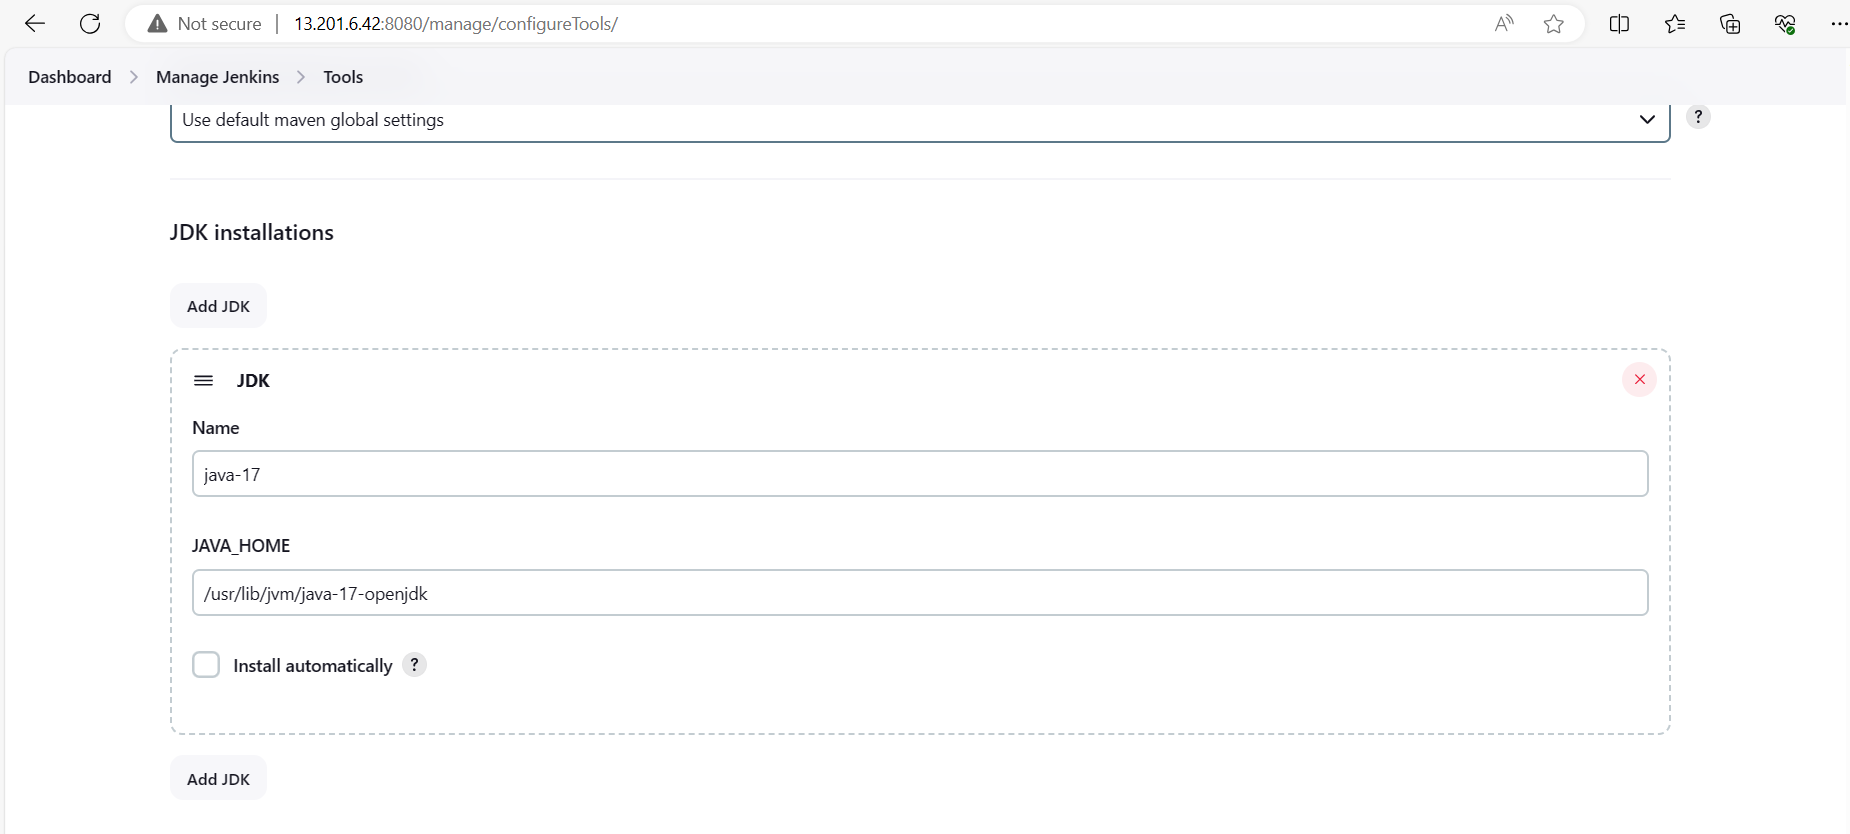 Not secure | 13.201.6.42:8080/manage/configureTools/
Dashboard > Manage Jenkins > Tools
Use default maven global settings ?
JDK installations
Add JDK
JDK
Name
java-17
JAVA_HOME
/usr/lib/jvm/java-17-openjdk
Install automatically ?
Add JDK